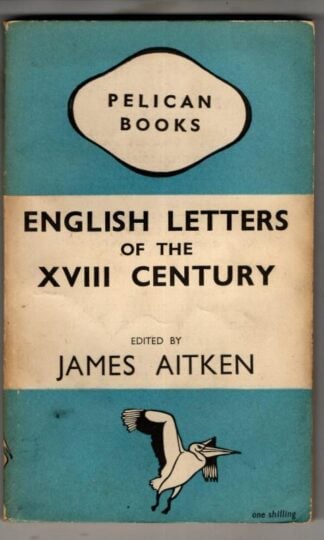 PELICAN
BOOKS
ENGLISH LETTERS
OF THE
XVIII CENTURY
EDITED BY
JAMES AITKEN
one shilling